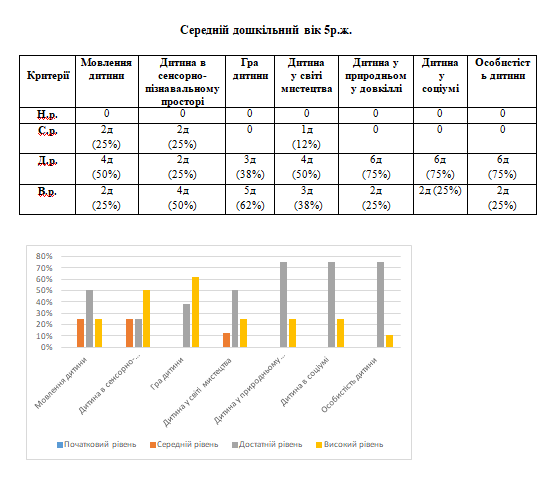 Середній дошкільний вік 5р.ж.
Критерії Мовлення дитини Дитина в сенсорно-пізнавальному просторі Гра дитини Дитина у світі мистецтва Дитина у природньому довкіллі Дитина у соціумі Особистість дитини
Н.р. 0 0 0 0 0 0 0
С.р. 2д (25%) 2д (25%) 0 1д (12%) 0 0 0
Д.р. 4д (50%) 2д (25%) 3д (38%) 4д (50%) 6д (75%) 6д (75%) 6д (75%)
В.р. 2д (25%) 4д (50%) 5д (62%) 3д (38%) 2д (25%) 2д (25%) 2д (25%)
80%
70%
60%
50%
40%
30%
20%
10%
0%
Мовлення дитини
Дитина в сенсорно-...
Гра дитини
Дитина у світі мистецтва
Дитина у природньому...
Дитина в соціумі
Особистість дитини
Початковий рівень Середній рівень Достатній рівень Високий рівень